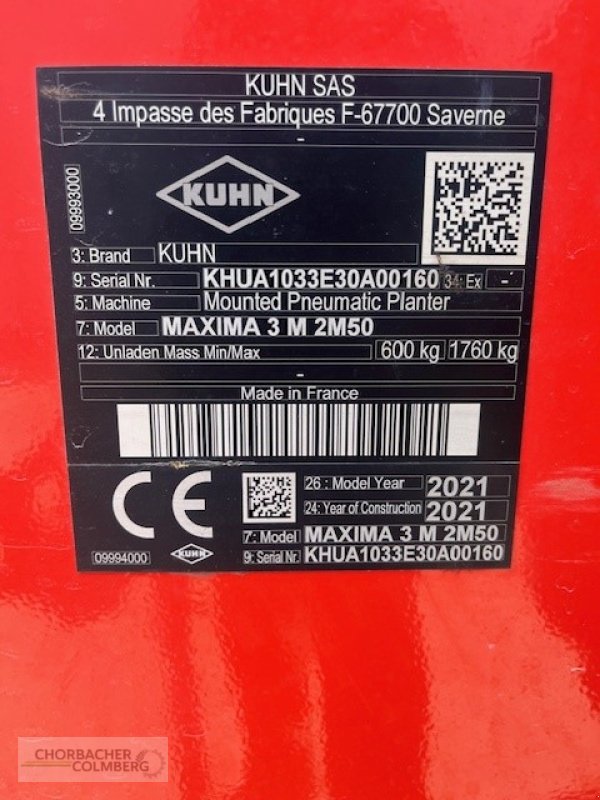 KUHN SAS
4 Impasse des Fabriques F-67700 Saverne
-
09993000
KUHN
3: Brand KUHN
9: Serial Nr. KHUA1033E30A00160 34: Ex -
5: Machine Mounted Pneumatic Planter
7: Model MAXIMA 3 M 2M50
12: Unladen Mass Min/Max 600 kg 1760 kg
-
Made in France
CE
26 : Model Year 2021
24: Year of Construction 2021
7: Model MAXIMA 3 M 2M50
09994000 KUHN 9: Serial Nr. KHUA1033E30A00160
CHORBACHER
COLMBERG